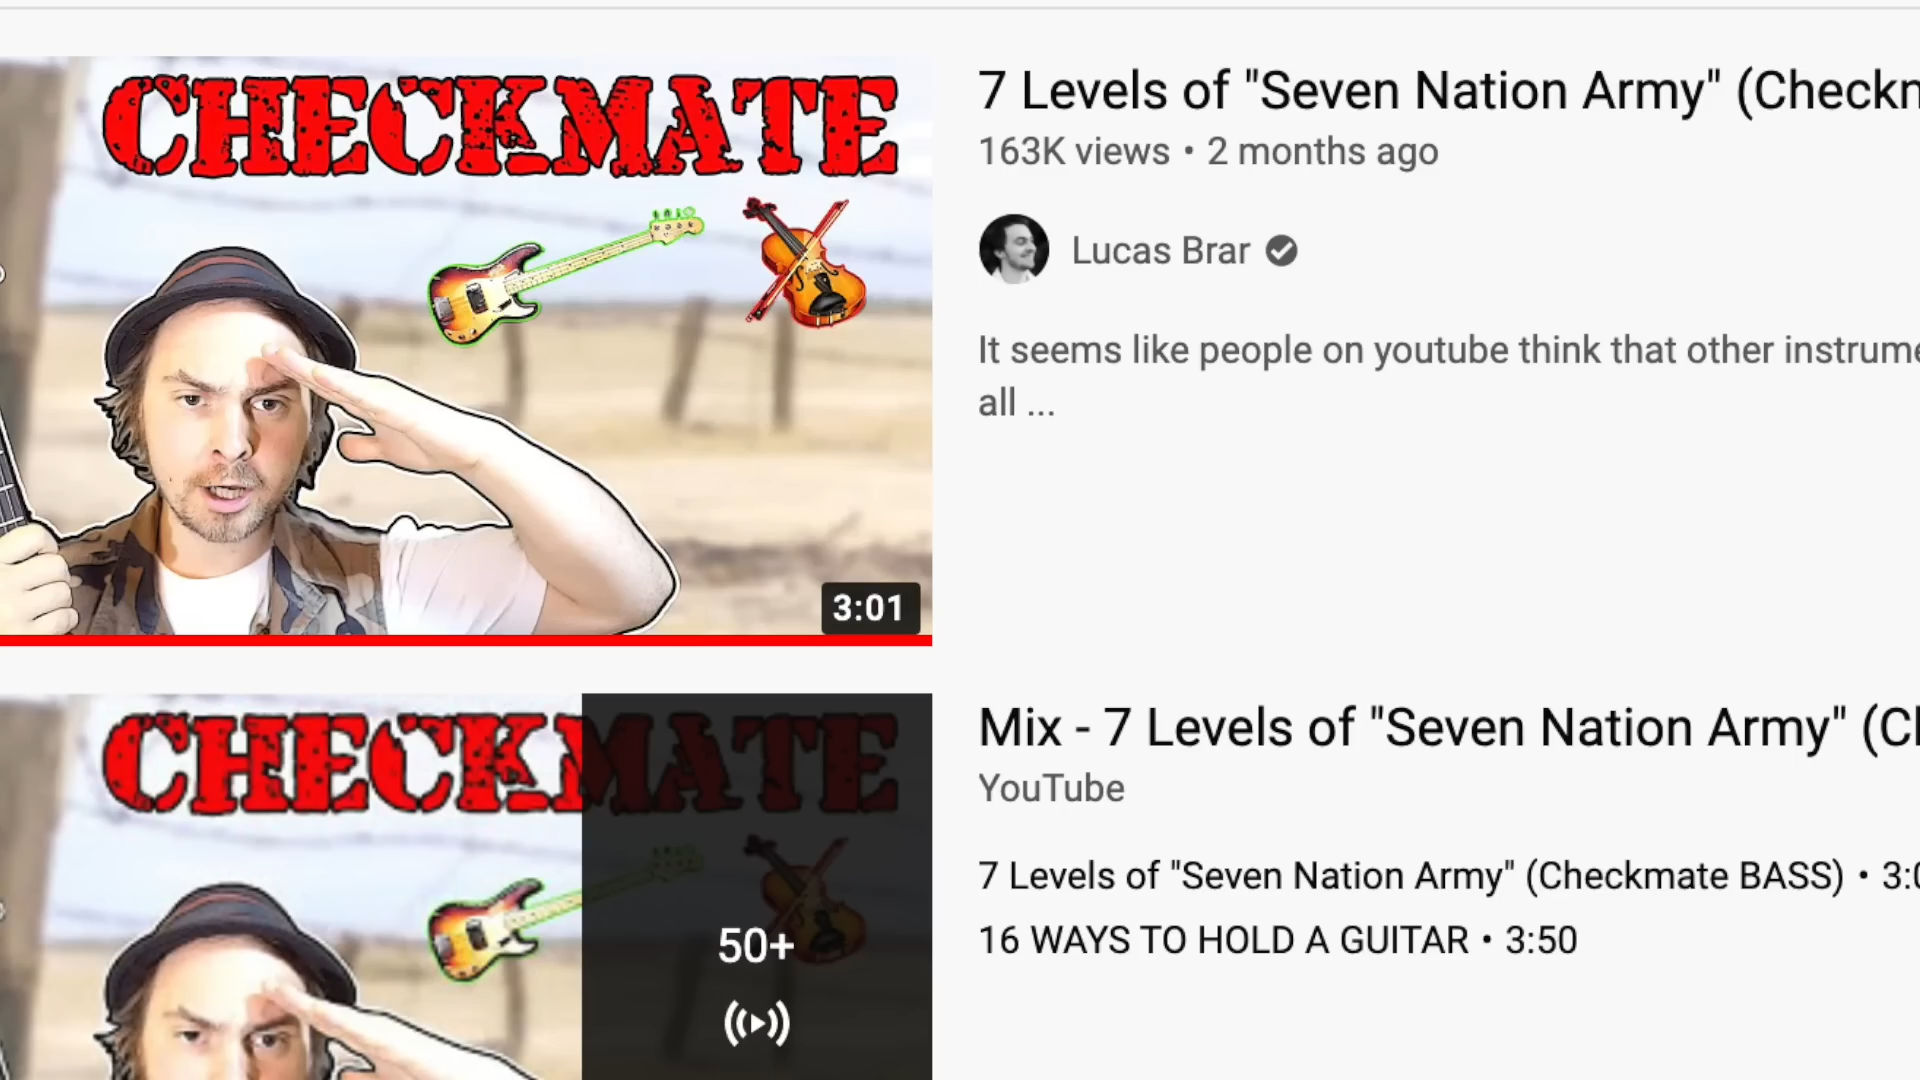 CHECKMATE
3:01
7 Levels of "Seven Nation Army" (Checkm
163K views • 2 months ago
Lucas Brar
It seems like people on youtube think that other instrume
all ...
CHECKMATE
50+
Mix - 7 Levels of "Seven Nation Army" (Cl
YouTube
7 Levels of "Seven Nation Army" (Checkmate BASS) • 3:0
16 WAYS TO HOLD A GUITAR • 3:50